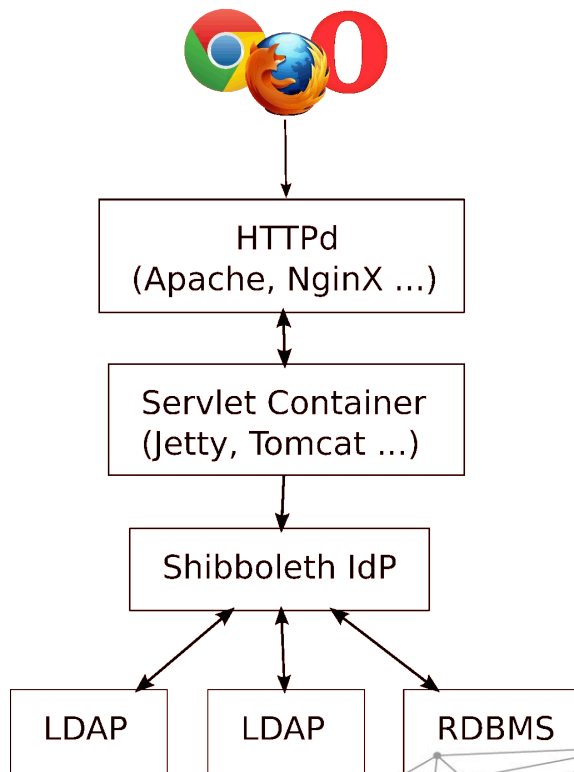 HTTPd
(Apache, NginX ...)
Servlet Container
(Jetty, Tomcat ...)
Shibboleth IdP
LDAP
LDAP
RDBMS